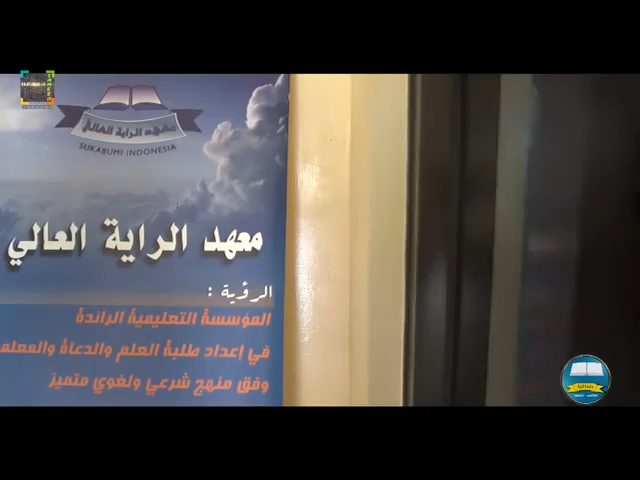 معهد الراية العالي
SUKABUMI INDONESIA
معهد الراية العالي
الرؤية :
المؤسسة التعليمية الرائدة
في إعداد طلبة العلم والدعاة والمعلم
وفق منهج شرعي ولغوي متميز